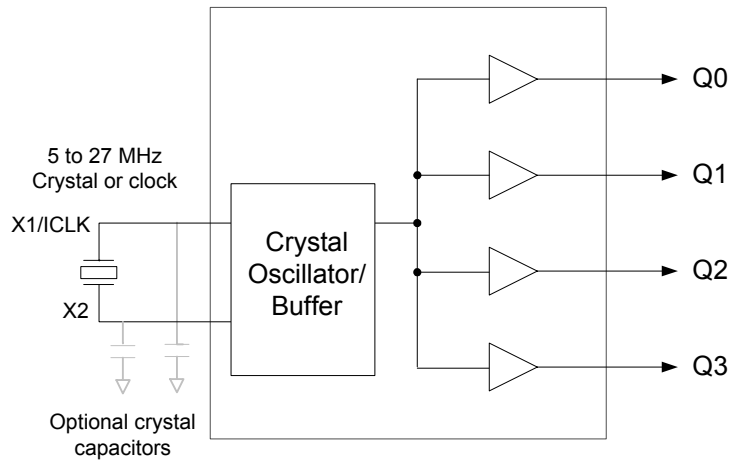 Q0
5 to 27 MHz
Crystal or clock
Q1
X1/ICLK
Crystal
Oscillator/
Buffer
Q2
X2
Q3
Optional crystal
capacitors